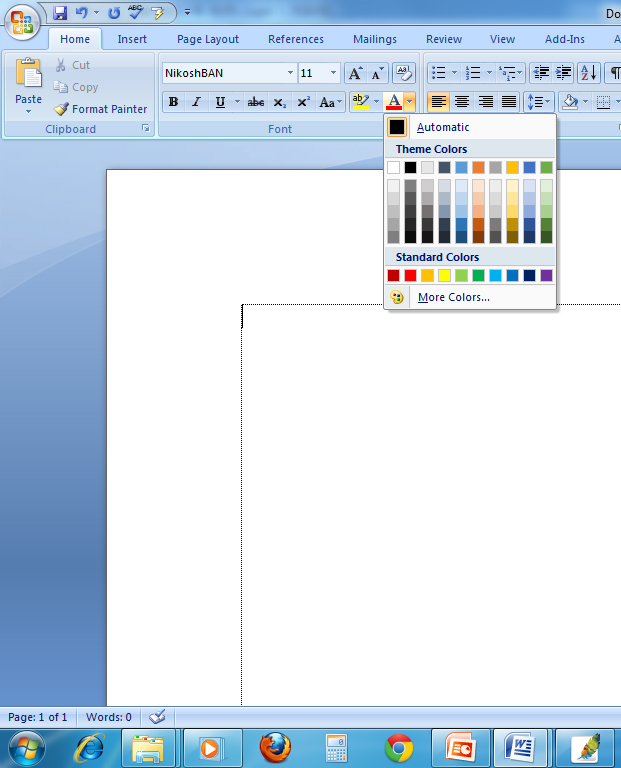 Do
Home Insert Page Layout References Mailings Review View Add-Ins A
Paste
Cut
Copy
Format Painter
Clipboard
NikoshBAN 11
Font
Automatic
Theme Colors
Standard Colors
More Colors...
Page: 1 of 1 Words: 0